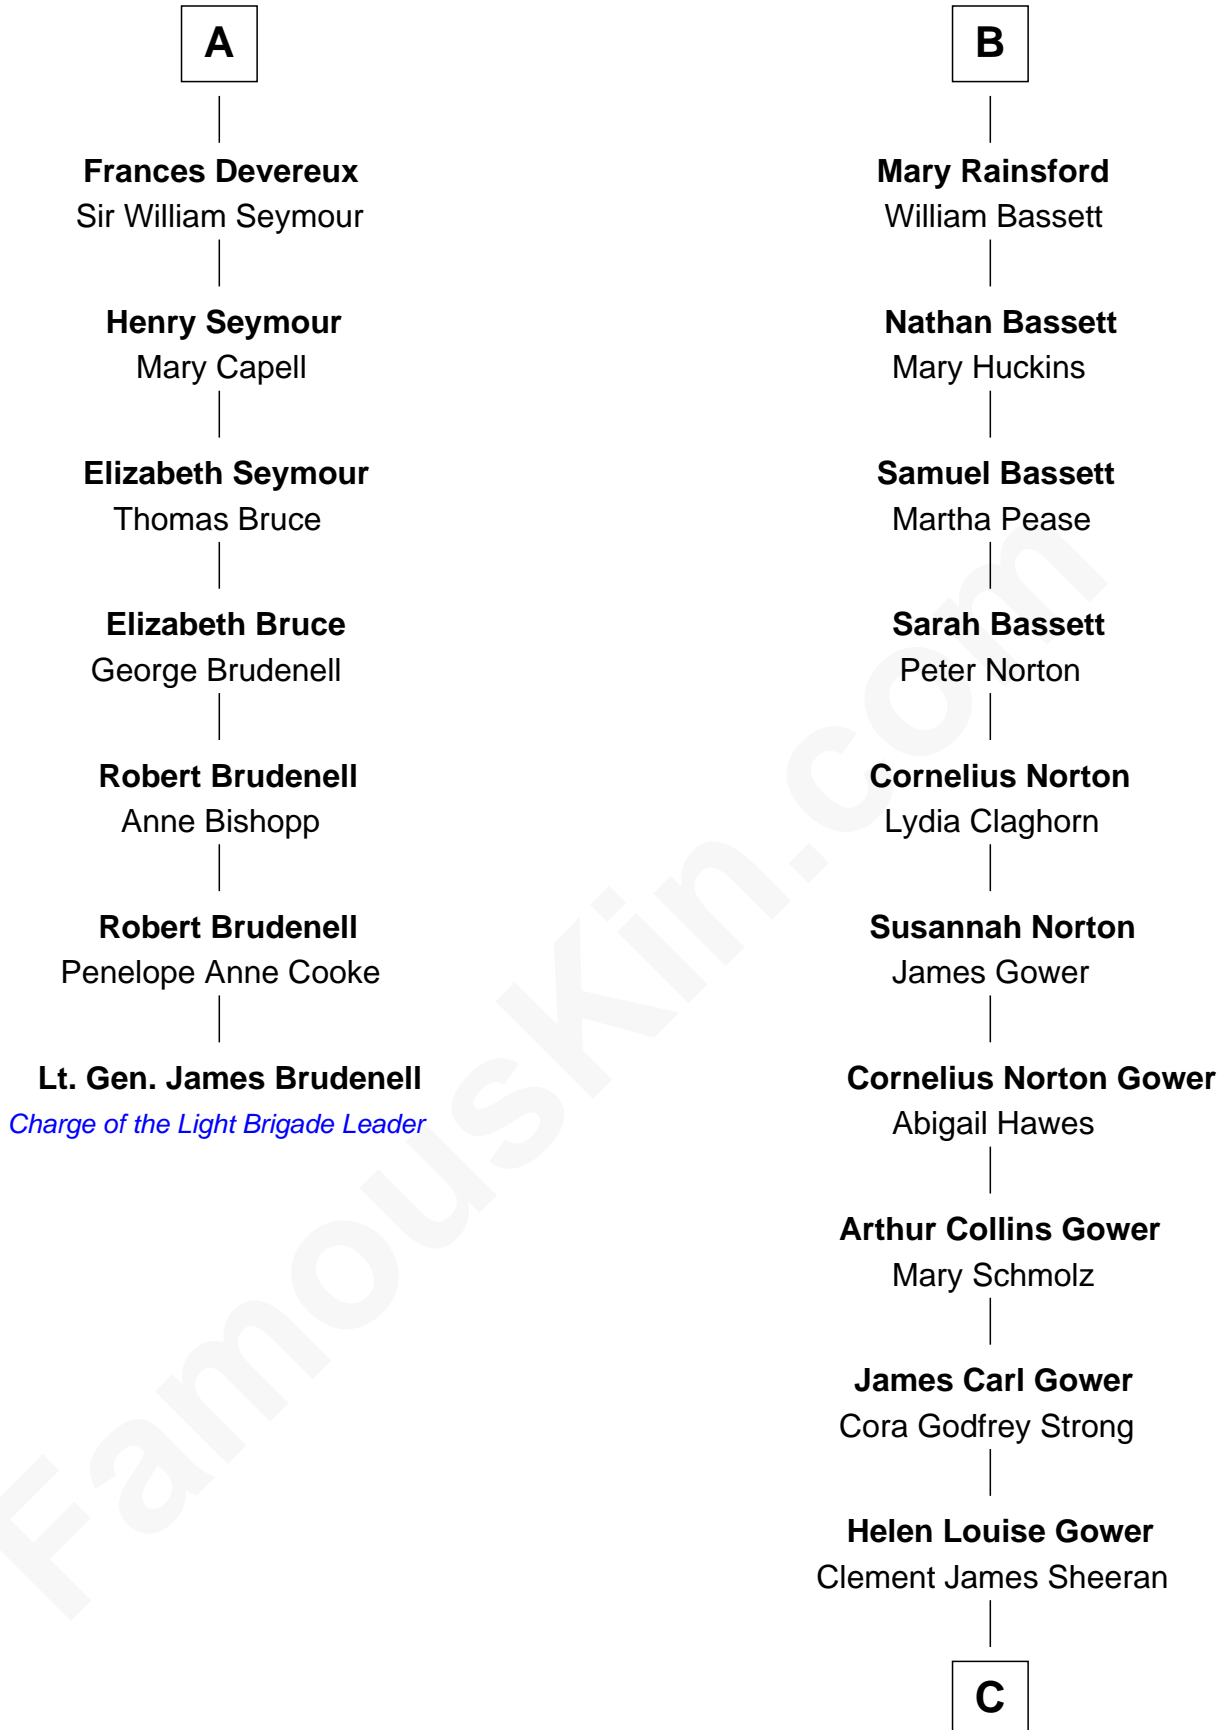 A
Frances Devereux
Sir William Seymour
Henry Seymour
Mary Capell
Elizabeth Seymour
Thomas Bruce
Elizabeth Bruce
George Brudenell
Robert Brudenell
Anne Bishopp
Robert Brudenell
Penelope Anne Cooke
Lt. Gen. James Brudenell
Charge of the Light Brigade Leader
B
Mary Rainsford
William Bassett
Nathan Bassett
Mary Huckins
Samuel Bassett
Martha Pease
Sarah Bassett
Peter Norton
Cornelius Norton
Lydia Claghorn
Susannah Norton
James Gower
Cornelius Norton Gower
Abigail Hawes
Arthur Collins Gower
Mary Schmolz
James Carl Gower
Cora Godfrey Strong
Helen Louise Gower
Clement James Sheeran
C
FamousKin.com